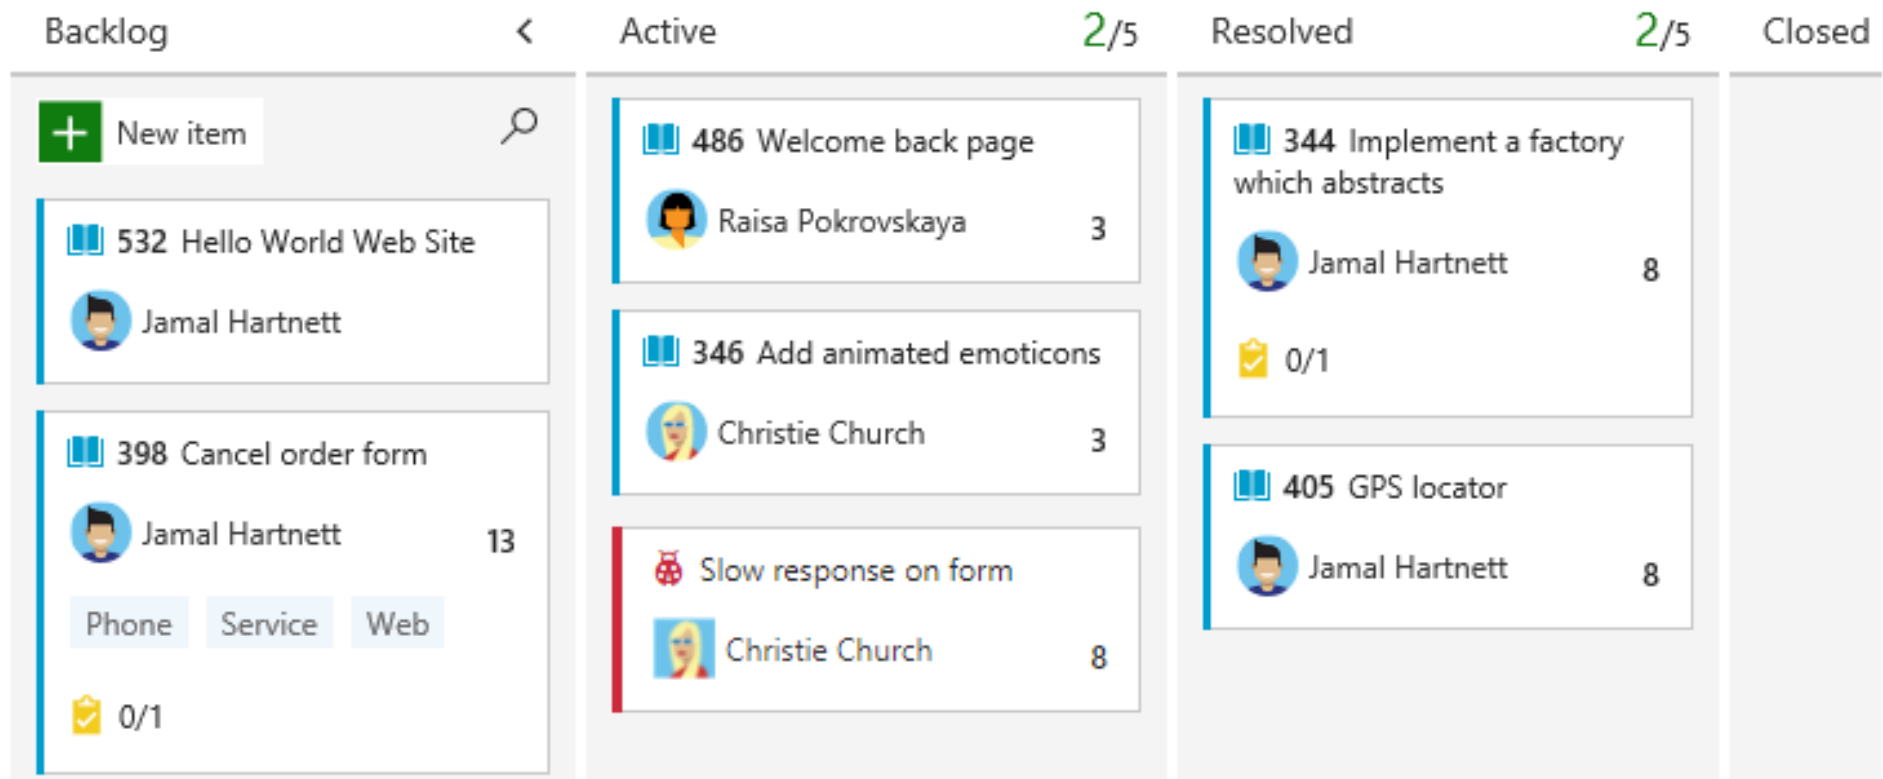 Backlog
New item
532 Hello World Web Site
Jamal Hartnett
398 Cancel order form
Jamal Hartnett 13
Phone Service Web
0/1
Active 2/5
486 Welcome back page
Raisa Pokrovskaya 3
346 Add animated emoticons
Christie Church 3
Slow response on form
Christie Church 8
Resolved 2/5
344 Implement a factory
which abstracts
Jamal Hartnett 8
0/1
405 GPS locator
Jamal Hartnett 8
Closed